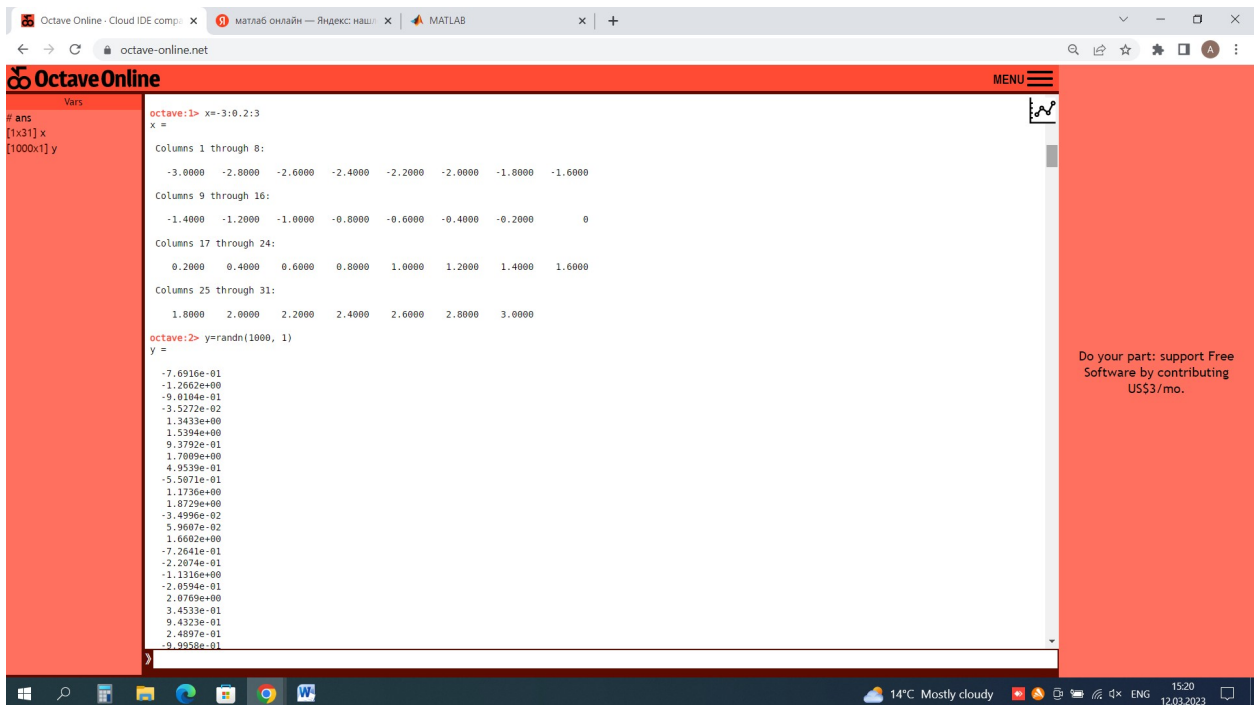 Octave Online · Cloud IDE compa
матлаб онлайн — Яндекс: наш
MATLAB
octave-online.net
A
Octave Online
MENU
Vars
# ans
[1x31] x
[1000x1] y
octave:1> x=-3:0.2:3
x =
Columns 1 through 8:
-3.0000 -2.8000 -2.6000 -2.4000 -2.2000 -2.0000 -1.8000 -1.6000
Columns 9 through 16:
-1.4000 -1.2000 -1.0000 -0.8000 -0.6000 -0.4000 -0.2000 0
Columns 17 through 24:
0.2000 0.4000 0.6000 0.8000 1.0000 1.2000 1.4000 1.6000
Columns 25 through 31:
1.8000 2.0000 2.2000 2.4000 2.6000 2.8000 3.0000
octave:2> y=randn(1000, 1)
y =
-7.6916e-01
-1.2662e+00
-9.0104e-01
-3.5272e-02
1.3433e+00
1.5394e+00
9.3792e-01
1.7009e+00
4.9539e-01
-5.5071e-01
1.1736e+00
1.8729e+00
-3.4996e-02
5.9607e-02
1.6602e+00
-7.2641e-01
-2.2074e-01
-1.1316e+00
-2.0594e-01
2.0769e+00
3.4533e-01
9.4323e-01
2.4897e-01
-9.9958e-01
Do your part: support Free
Software by contributing
US$3/mo.
14°C Mostly cloudy
ENG
15:20
12.03.2023